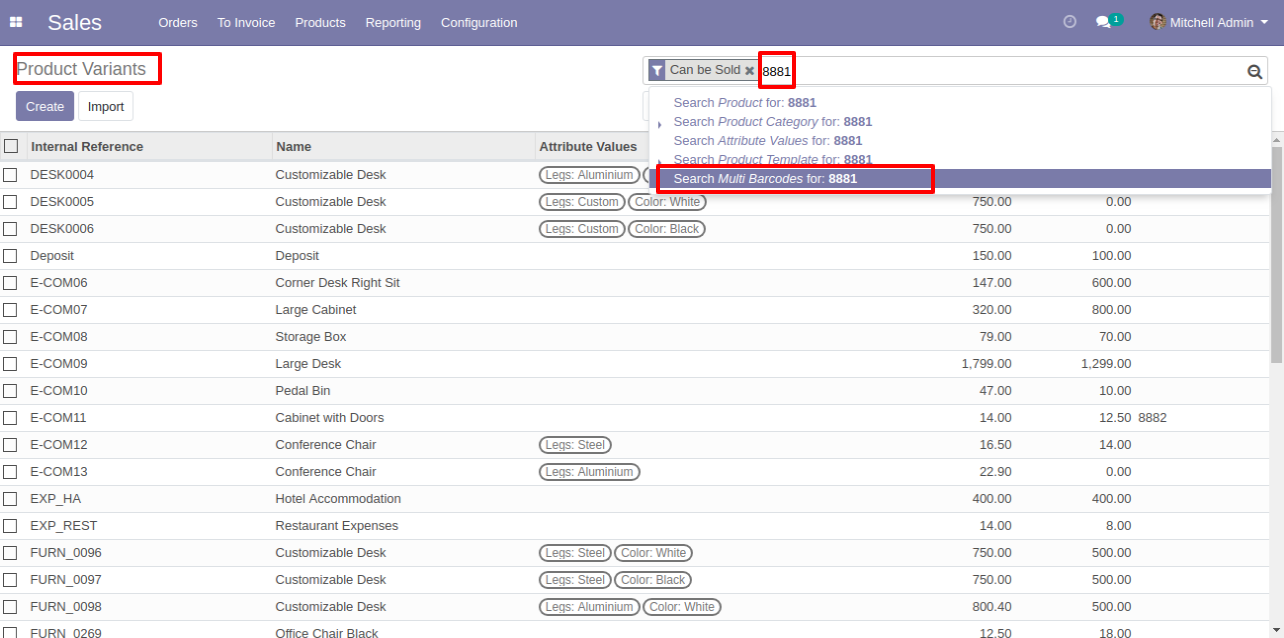 Sales Orders To Invoice Products Reporting Configuration 1 Mitchell Admin
Product Variants Can be Sold 8881
Create Import
Search Product for: 8881
Search Product Category for: 8881
Search Attribute Values for: 8881
Search Product Template for: 8881
Search Multi Barcodes for: 8881
Internal Reference Name Attribute Values
DESK0004 Customizable Desk Legs: Aluminium
DESK0005 Customizable Desk Legs: Custom Color: White 750.00 0.00
DESK0006 Customizable Desk Legs: Custom Color: Black 750.00 0.00
Deposit Deposit 150.00 100.00
E-COM06 Corner Desk Right Sit 147.00 600.00
E-COM07 Large Cabinet 320.00 800.00
E-COM08 Storage Box 79.00 70.00
E-COM09 Large Desk 1,799.00 1,299.00
E-COM10 Pedal Bin 47.00 10.00
E-COM11 Cabinet with Doors 14.00 12.50 8882
E-COM12 Conference Chair Legs: Steel 16.50 14.00
E-COM13 Conference Chair Legs: Aluminium 22.90 0.00
EXP_HA Hotel Accommodation 400.00 400.00
EXP_REST Restaurant Expenses 14.00 8.00
FURN_0096 Customizable Desk Legs: Steel Color: White 750.00 500.00
FURN_0097 Customizable Desk Legs: Steel Color: Black 750.00 500.00
FURN_0098 Customizable Desk Legs: Aluminium Color: White 800.40 500.00
FURN_0269 Office Chair Black 12.50 18.00